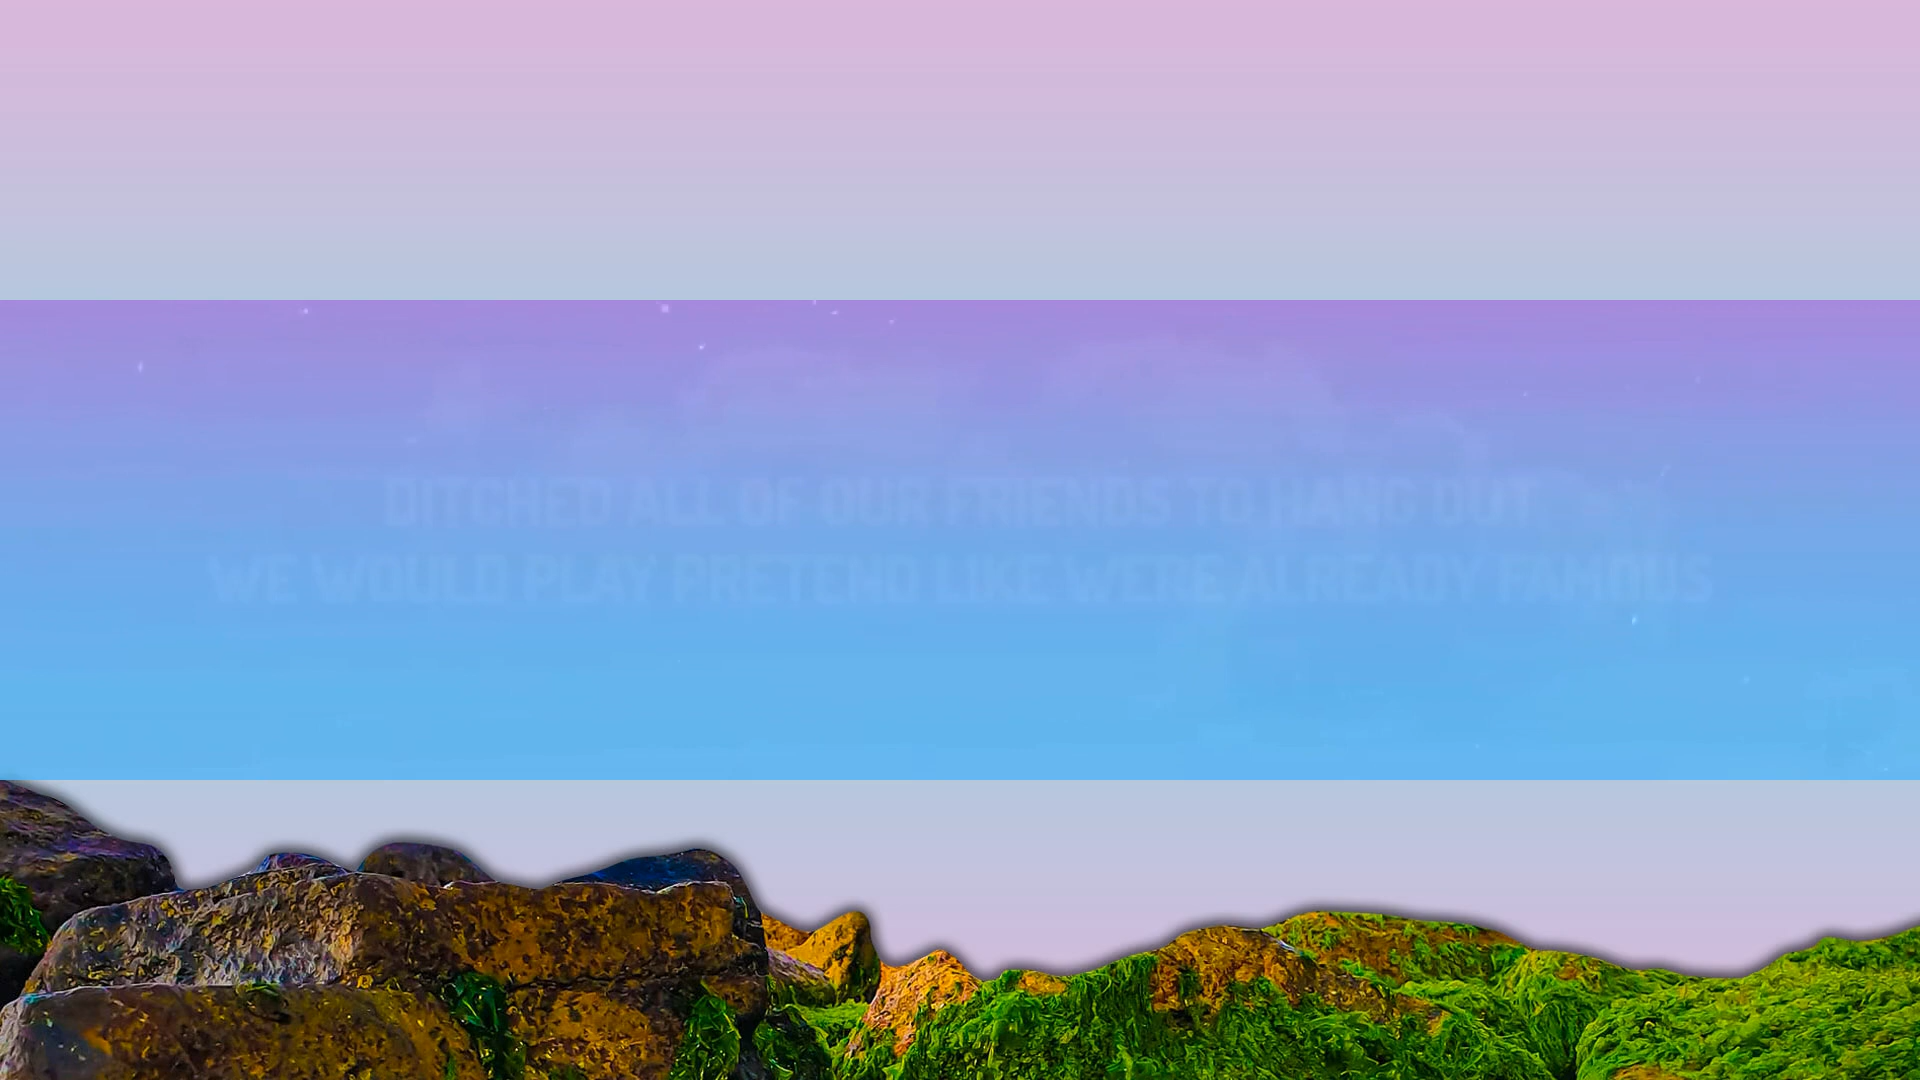 DITCHED ALL OF OUR FRIENDS TO HANG OUT
WE WOULD PLAY PRETEND LIKE WERE ALREADY FAMOUS